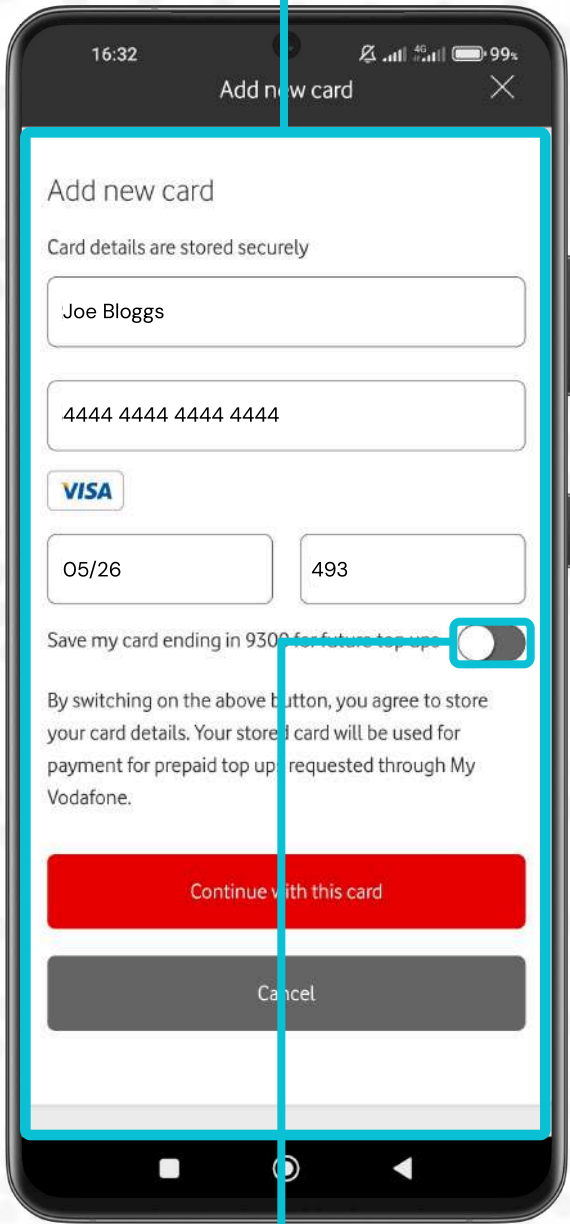 16:32 4G 99%
Add new card
Add new card
Card details are stored securely
Joe Bloggs
4444 4444 4444 4444
VISA
05/26 493
Save my card ending in 9300 for future top ups
By switching on the above button, you agree to store
your card details. Your stored card will be used for
payment for prepaid top ups requested through My
Vodafone.
Continue with this card
Cancel